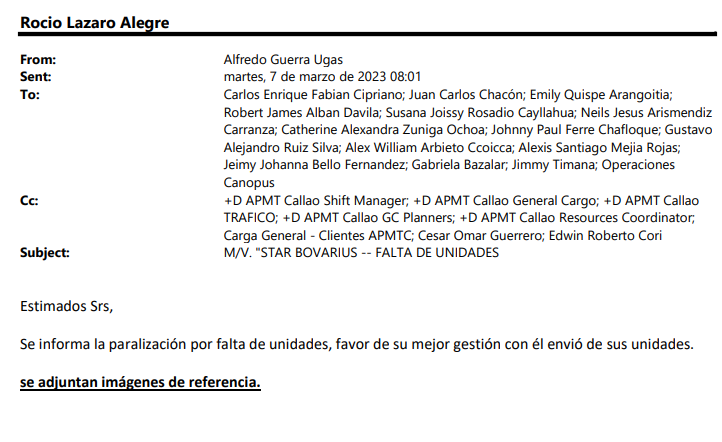 Rocio Lazaro Alegre
From: Alfredo Guerra Ugas
Sent: martes, 7 de marzo de 2023 08:01
To: Carlos Enrique Fabian Cipriano; Juan Carlos Chacón; Emily Quispe Arangoitia;
Robert James Alban Davila; Susana Joissy Rosadio Cayllahua; Neils Jesus Arismendiz
Carranza; Catherine Alexandra Zuniga Ochoa; Johnny Paul Ferre Chafloque; Gustavo
Alejandro Ruiz Silva; Alex William Arbieto Ccoicca; Alexis Santiago Mejia Rojas;
Jeimy Johanna Bello Fernandez; Gabriela Bazalar; Jimmy Timana; Operaciones
Canopus
Cc: +D APMT Callao Shift Manager; +D APMT Callao General Cargo; +D APMT Callao
TRAFICO; +D APMT Callao GC Planners; +D APMT Callao Resources Coordinator;
Carga General - Clientes APMTC; Cesar Omar Guerrero; Edwin Roberto Cori
Subject: M/V. "STAR BOVARIUS -- FALTA DE UNIDADES
Estimados Srs,
Se informa la paralización por falta de unidades, favor de su mejor gestión con él envió de sus unidades.
se adjuntan imágenes de referencia.